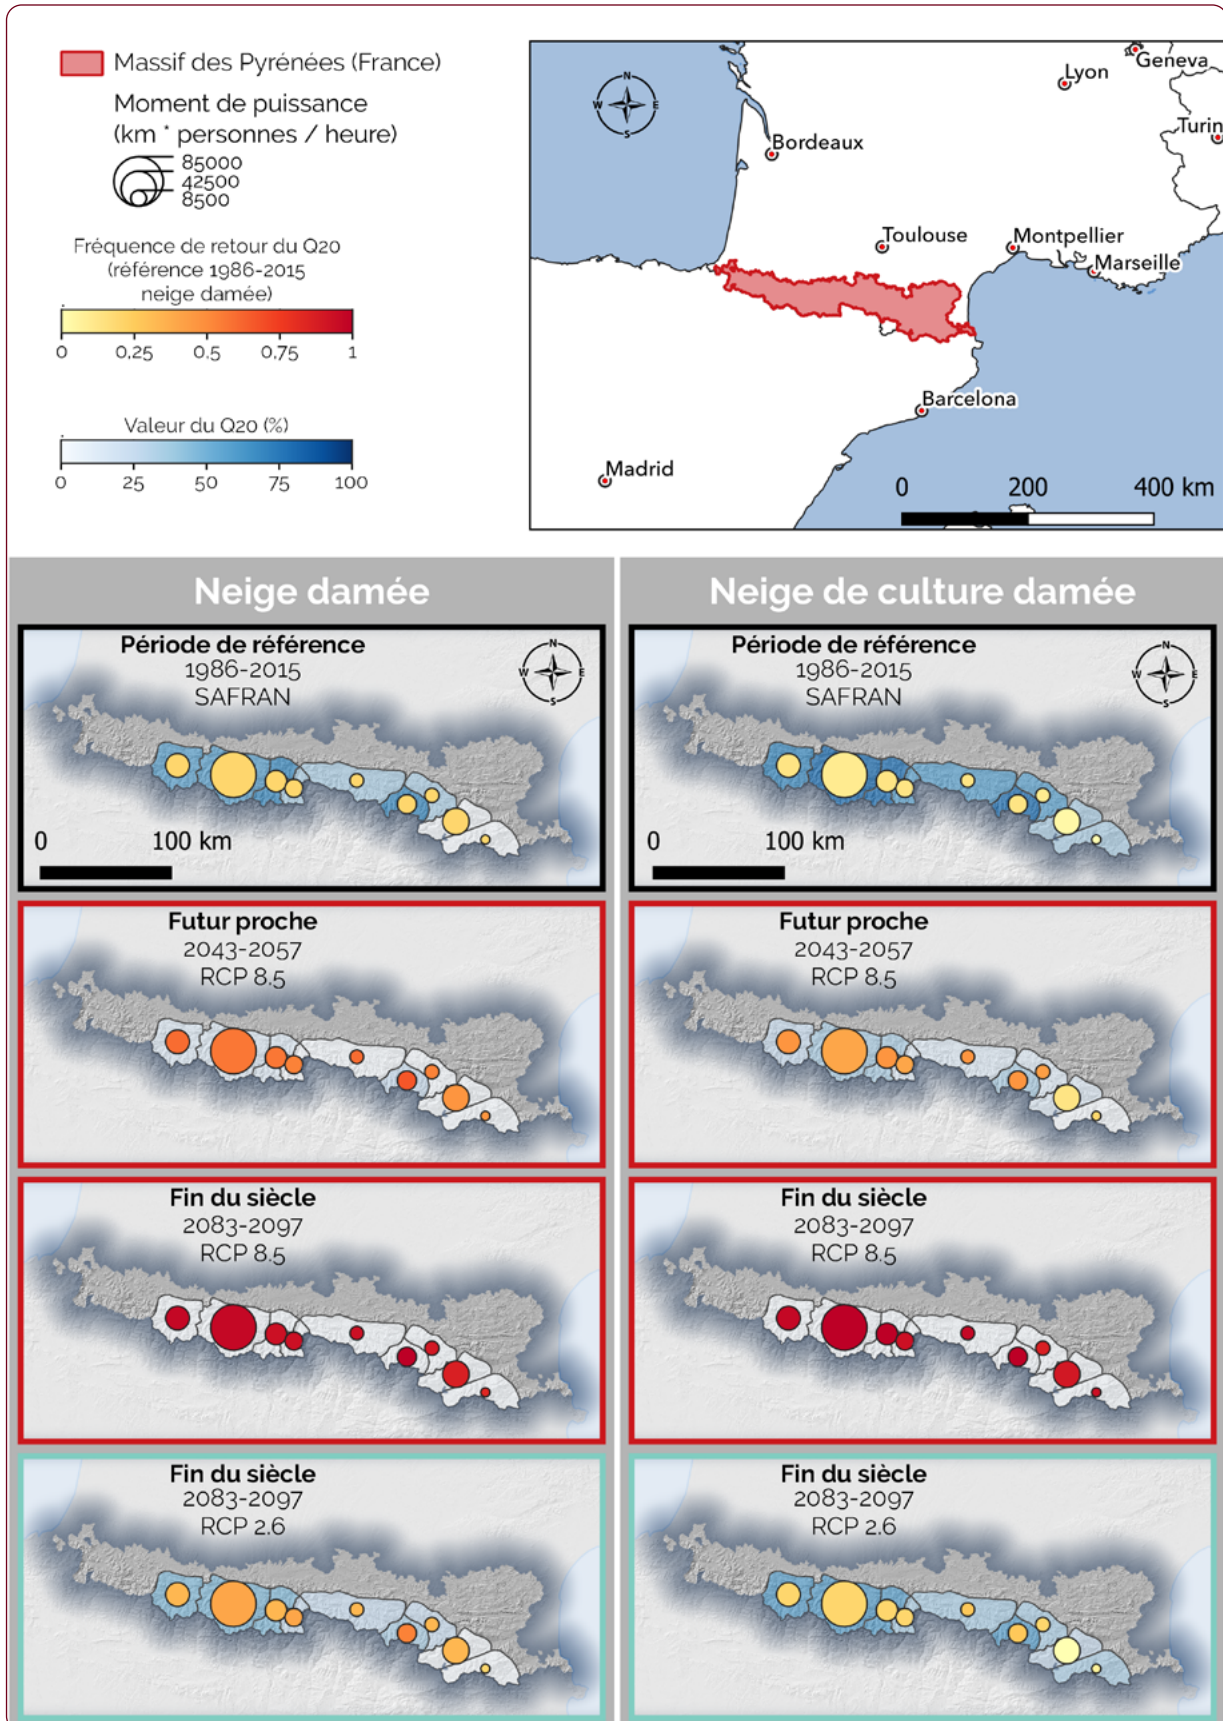 Massif des Pyrénées (France)
Moment de puissance
(km * personnes / heure)
85000
42500
8500
Fréquence de retour du Q20
(référence 1986-2015
neige damée)
0 0,25 0.5 0.75 1
Valeur du Q20 (%)
0 25 50 75 100
N
W E
S
Geneva
Lyon
Turin
Bordeaux
Toulouse
Montpellier
Marseille
Barcelona
Madrid
0 200 400 km
Neige damée
Neige de culture damée
Période de référence
1986-2015
SAFRAN
N
W E
S
0 100 km
Période de référence
1986-2015
SAFRAN
N
W E
S
0 100 km
Futur proche
2043-2057
RCP 8.5
Futur proche
2043-2057
RCP 8.5
Fin du siècle
2083-2097
RCP 8.5
Fin du siècle
2083-2097
RCP 8.5
Fin du siècle
2083-2097
RCP 2.6
Fin du siècle
2083-2097
RCP 2.6